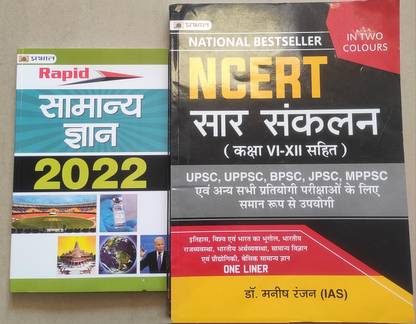 प्रभात
Rapid
सामान्य
ज्ञान
2022
प्रभात
IN TWO
COLOURS
NATIONAL BESTSELLER
NCERT
सार संकलन
( कक्षा VI-XII सहित )
UPSC, UPPSC, BPSC, JPSC, MPPSC
एवं अन्य सभी प्रतियोगी परीक्षाओं के लिए
समान रूप से उपयोगी
इतिहास, विश्व एवं भारत का भूगोल, भारतीय
राजव्यवस्था, भारतीय अर्थव्यवस्था, सामान्य विज्ञान
एवं प्रौद्योगिकी, बेसिक सामान्य ज्ञान
ONE LINER
डॉ. मनीष रंजन (IAS)